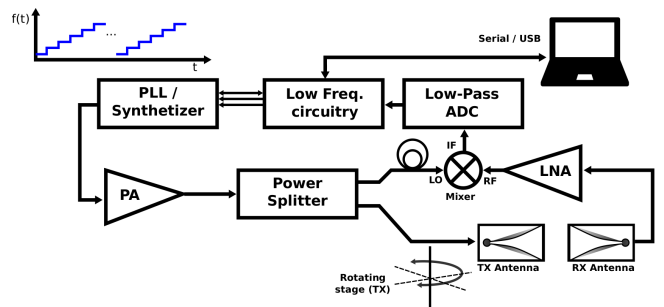 f(t)
...
t
Serial / USB
PLL /
Synthetizer
Low Freq.
circuitry
Low-Pass
ADC
IF
LO
RF
Mixer
LNA
PA
Power
Splitter
TX Antenna
RX Antenna
Rotating
stage (TX)